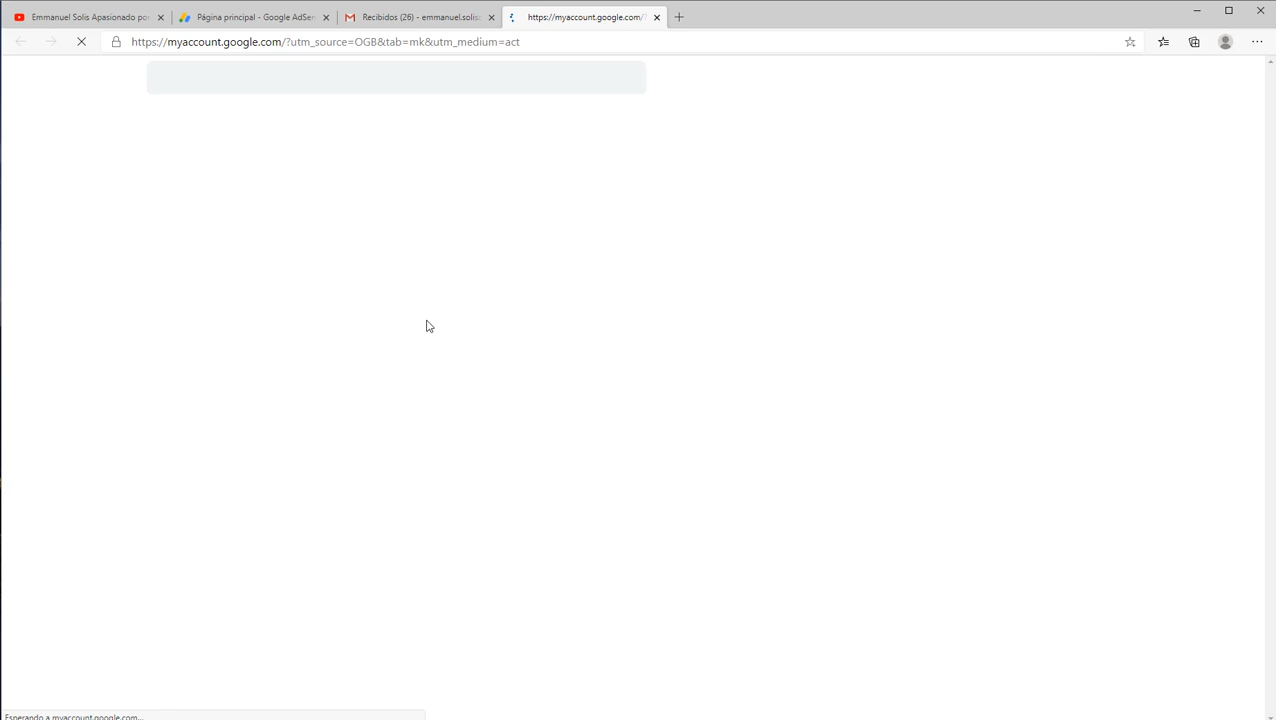 Emmanuel Solis Apasionado por
Página principal - Google AdSen
Recibidos (26) - emmanuel.soliss
https://myaccount.google.com/?
https://myaccount.google.com/?utm_source=OGB&tab=mk&utm_medium=act
Esperando a myaccount.google.com...